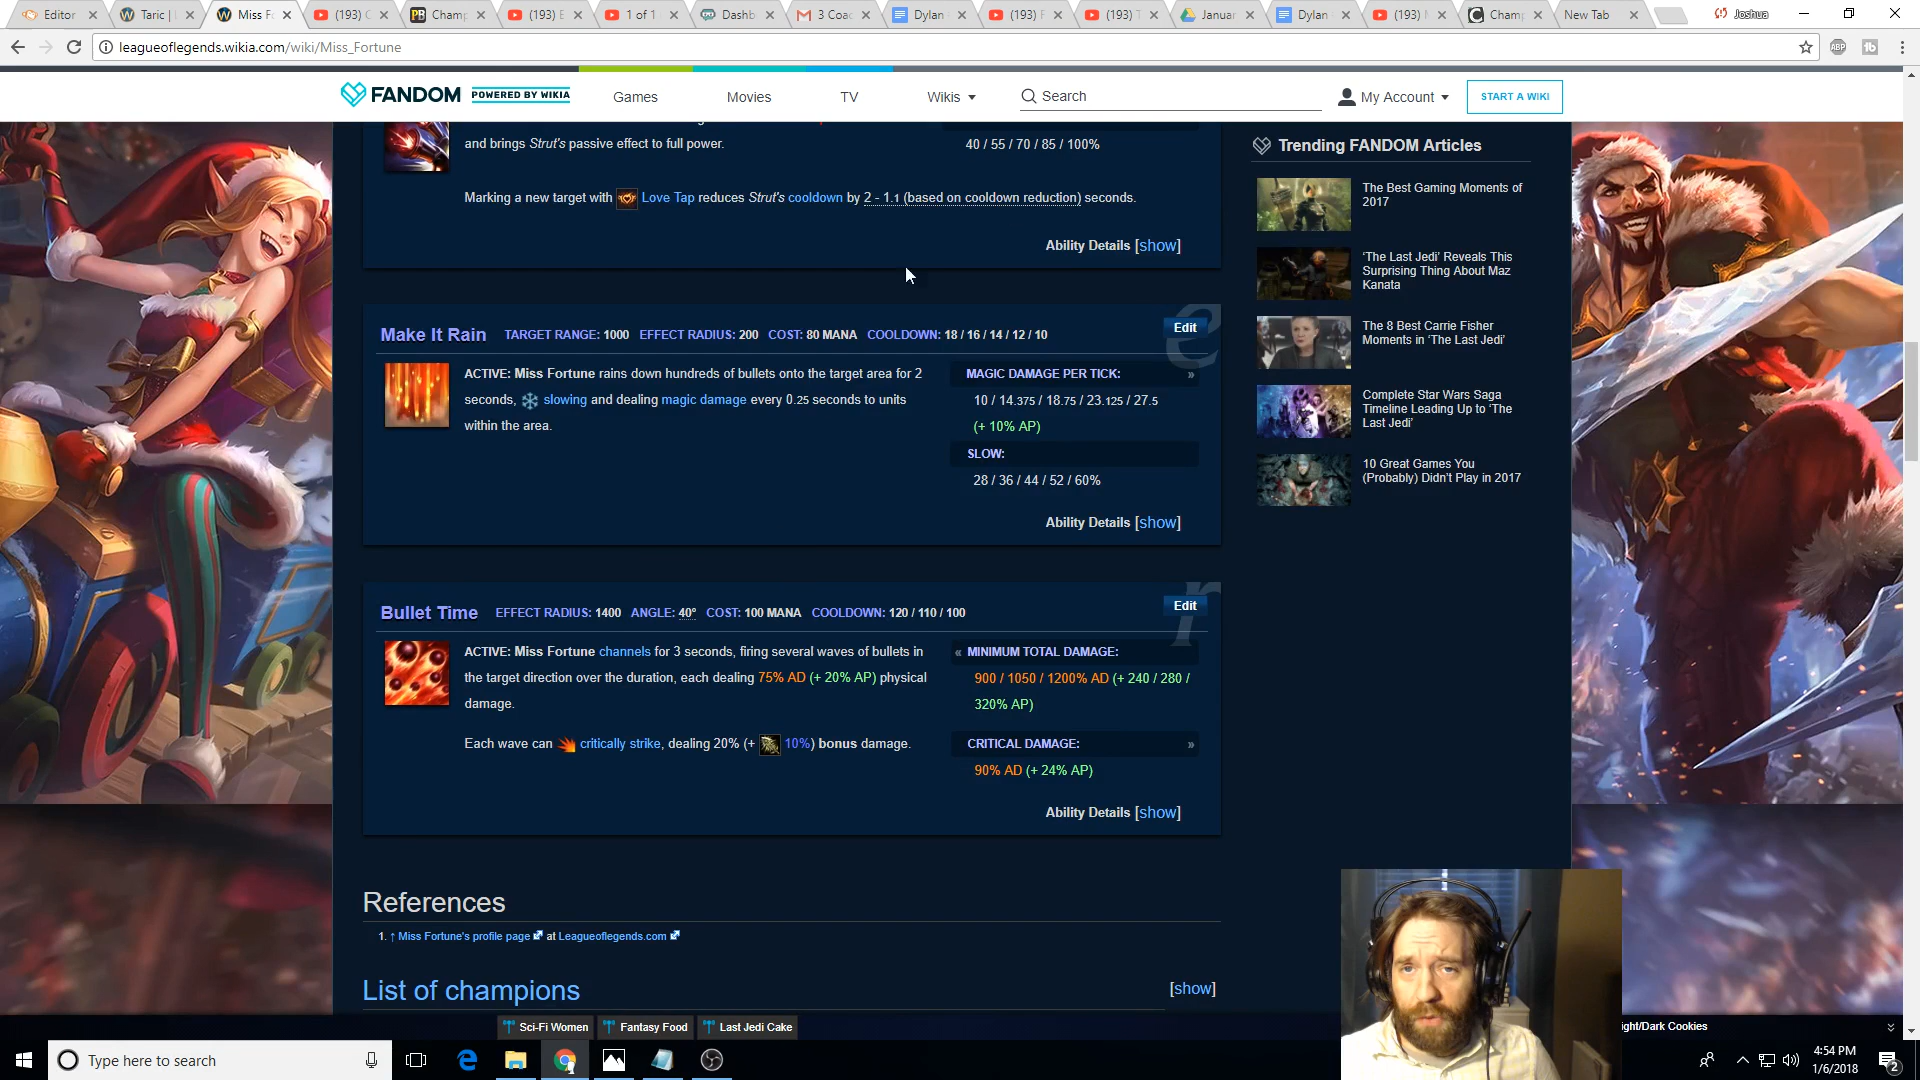 Editor
Taric |
Miss Fo
(193) C
Champ
(193) E
1 of 1
Dashb
3 Coac
Dylan
(193) F
(193) T
Januar
Dylan
(193) N
Champ
New Tab
Joshua
leagueoflegends.wikia.com/wiki/Miss_Fortune
ABP
FANDOM POWERED BY WIKIA
Games
Movies
TV
Wikis
Search
My Account
START A WIKI
and brings Strut's passive effect to full power.
40 / 55 / 70 / 85 / 100%
Marking a new target with Love Tap reduces Strut's cooldown by 2 - 1.1 (based on cooldown reduction) seconds.
Ability Details [show]
Make It Rain TARGET RANGE: 1000 EFFECT RADIUS: 200 COST: 80 MANA COOLDOWN: 18 / 16 / 14 / 12 / 10
Edit
e
ACTIVE: Miss Fortune rains down hundreds of bullets onto the target area for 2
seconds, slowing and dealing magic damage every 0.25 seconds to units
within the area.
MAGIC DAMAGE PER TICK: »
10 / 14.375 / 18.75 / 23.125 / 27.5
(+ 10% AP)
SLOW:
28 / 36 / 44 / 52 / 60%
Ability Details [show]
Bullet Time EFFECT RADIUS: 1400 ANGLE: 40° COST: 100 MANA COOLDOWN: 120 / 110 / 100
Edit
r
ACTIVE: Miss Fortune channels for 3 seconds, firing several waves of bullets in
the target direction over the duration, each dealing 75% AD (+ 20% AP) physical
damage.
Each wave can critically strike, dealing 20% (+ 10%) bonus damage.
« MINIMUM TOTAL DAMAGE:
900 / 1050 / 1200% AD (+ 240 / 280 /
320% AP)
CRITICAL DAMAGE: »
90% AD (+ 24% AP)
Ability Details [show]
References
1. ↑ Miss Fortune's profile page at Leagueoflegends.com
List of champions
[show]
Trending FANDOM Articles
The Best Gaming Moments of
2017
'The Last Jedi' Reveals This
Surprising Thing About Maz
Kanata
The 8 Best Carrie Fisher
Moments in 'The Last Jedi'
Complete Star Wars Saga
Timeline Leading Up to 'The
Last Jedi'
10 Great Games You
(Probably) Didn't Play in 2017
Sci-Fi Women
Fantasy Food
Last Jedi Cake
ight/Dark Cookies
Type here to search
4:54 PM
1/6/2018
2